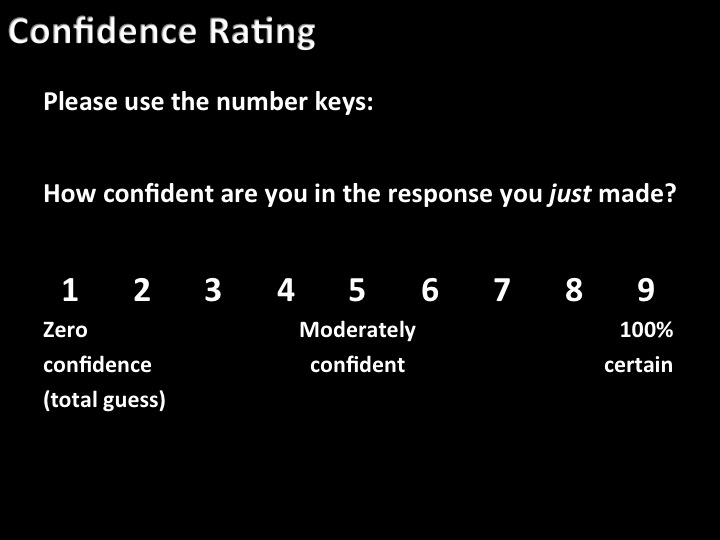 Confidence Rating
Please use the number keys:
How confident are you in the response you just made?
1 2 3 4 5 6 7 8 9
Zero Moderately 100%
confidence confident certain
(total guess)